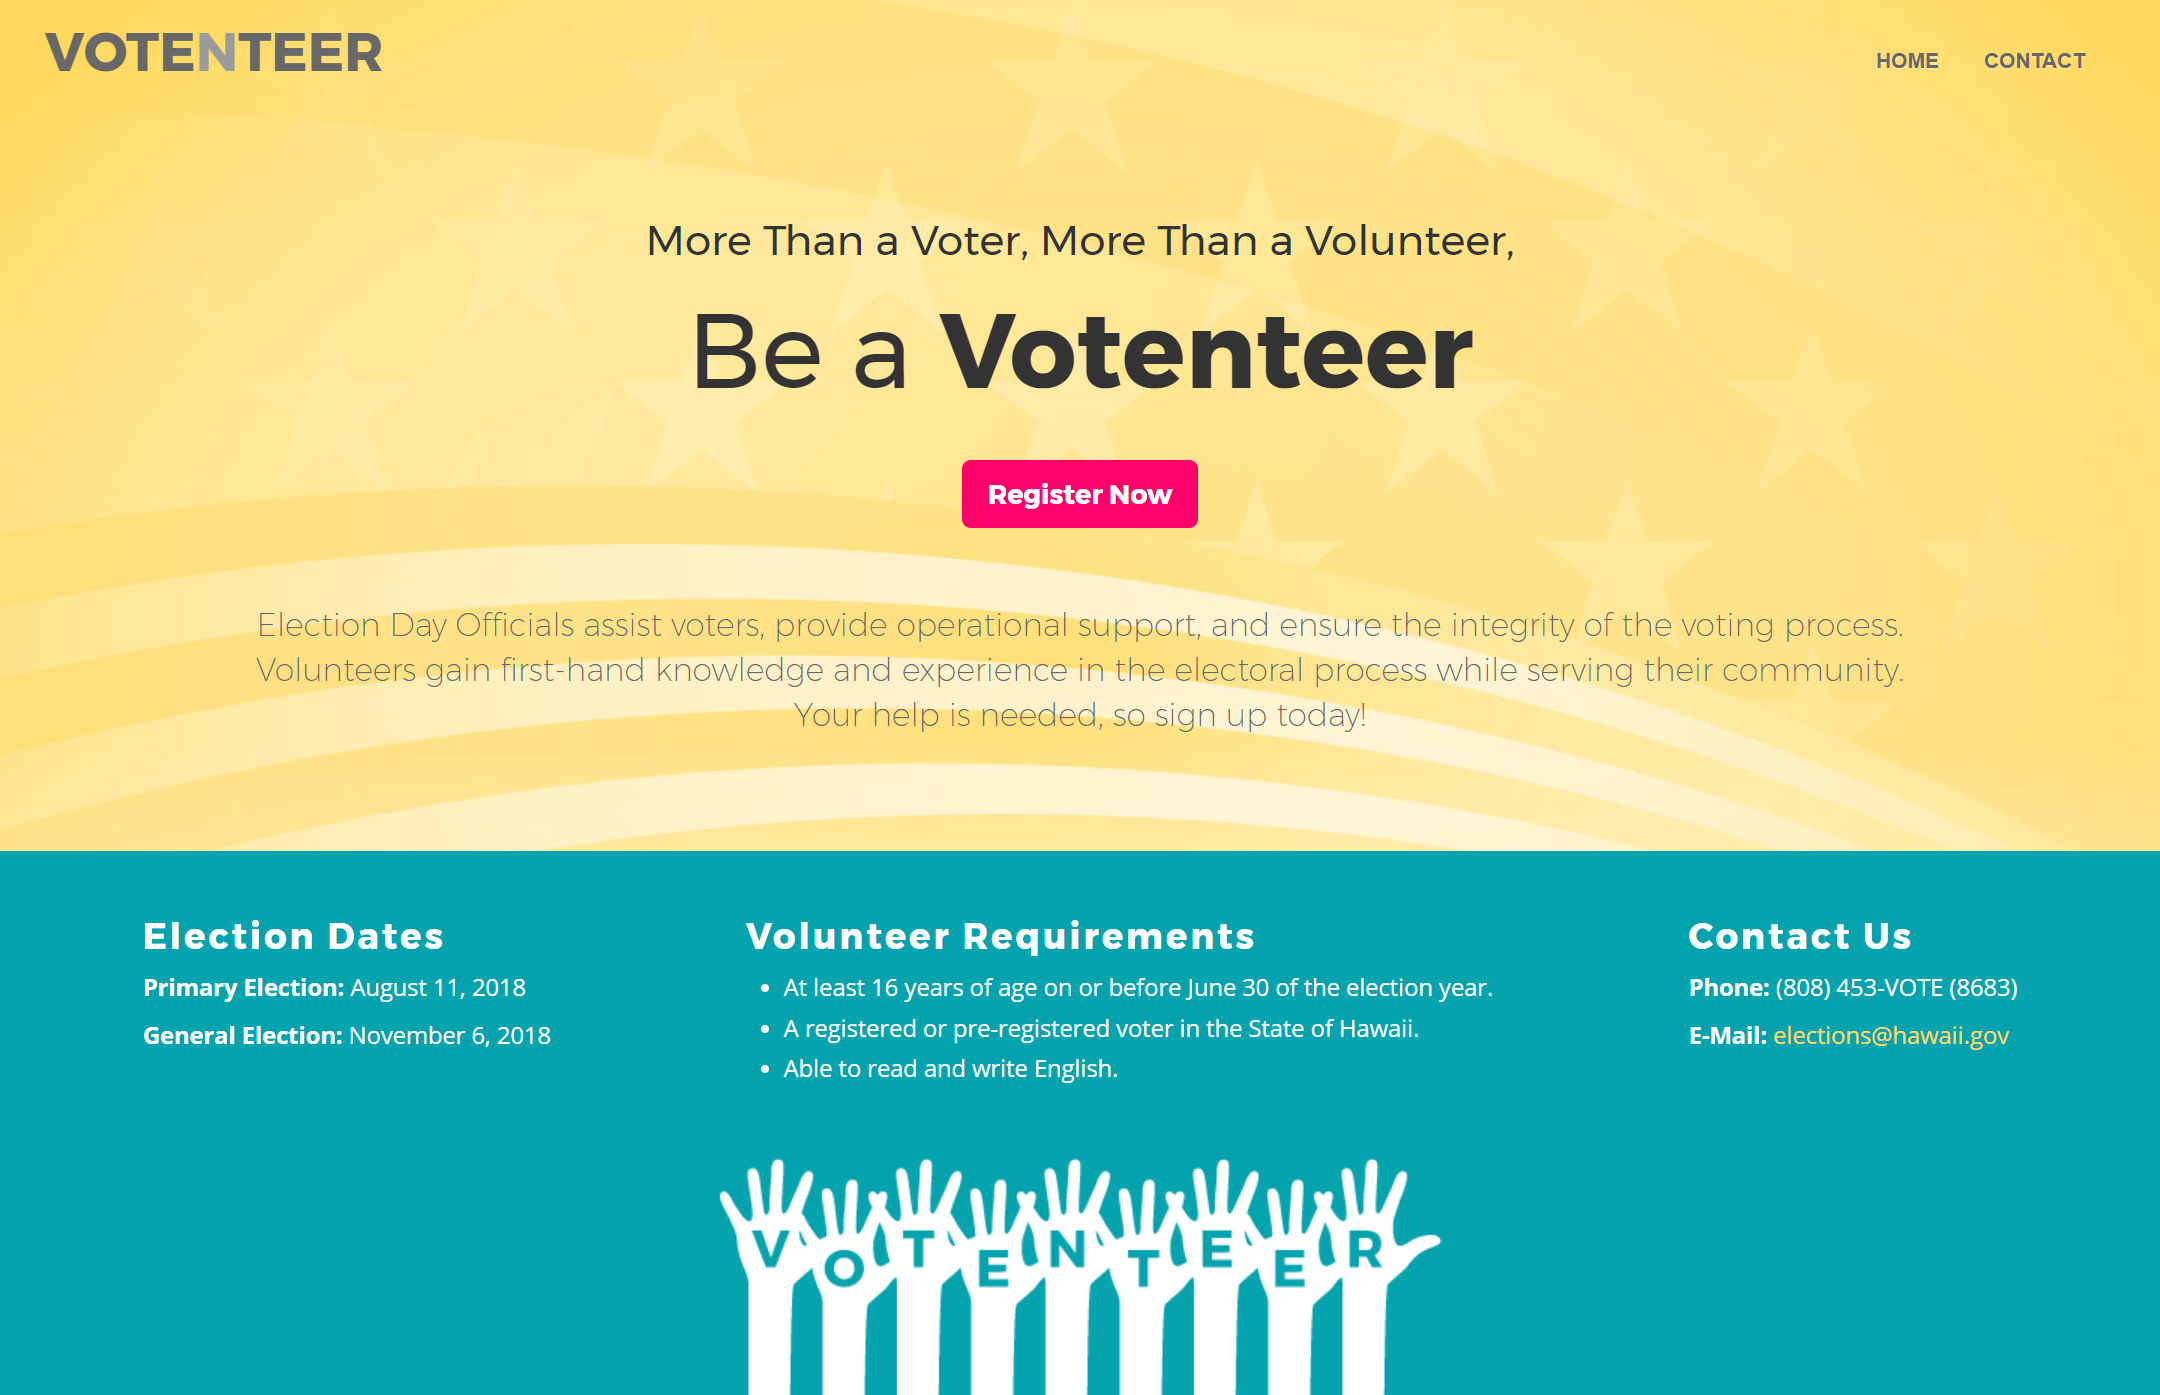 VOTENTEER
HOME CONTACT
More Than a Voter, More Than a Volunteer,
Be a Votenteer
Register Now
Election Day Officials assist voters, provide operational support, and ensure the integrity of the voting process.
Volunteers gain first-hand knowledge and experience in the electoral process while serving their community.
Your help is needed, so sign up today!
Election Dates
Primary Election: August 11, 2018
General Election: November 6, 2018
Volunteer Requirements
• At least 16 years of age on or before June 30 of the election year.
• A registered or pre-registered voter in the State of Hawaii.
• Able to read and write English.
Contact Us
Phone: (808) 453-VOTE (8683)
E-Mail: elections@hawaii.gov
VOTENTEER